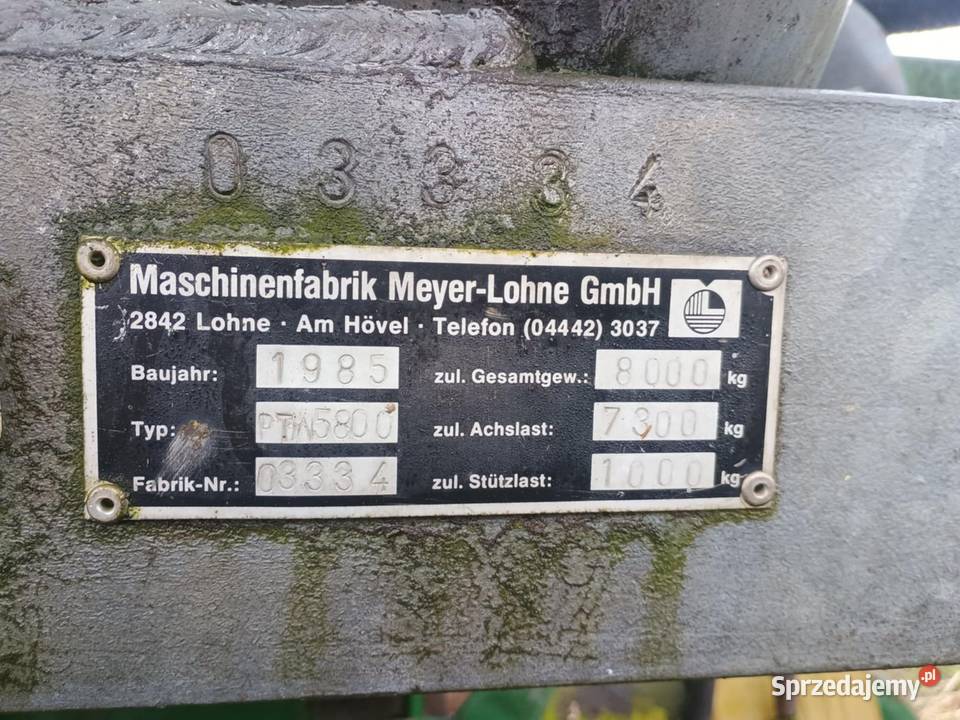 03334
Maschinenfabrik Meyer-Lohne GmbH
2842 Lohne · Am Hövel · Telefon (04442) 3037
Baujahr: 1985 zul. Gesamtgew.: 8000 kg
Typ: PTW5800 zul. Achslast: 7300 kg
Fabrik-Nr.: 03334 zul. Stützlast: 1000 kg
Sprzedajemy.pl